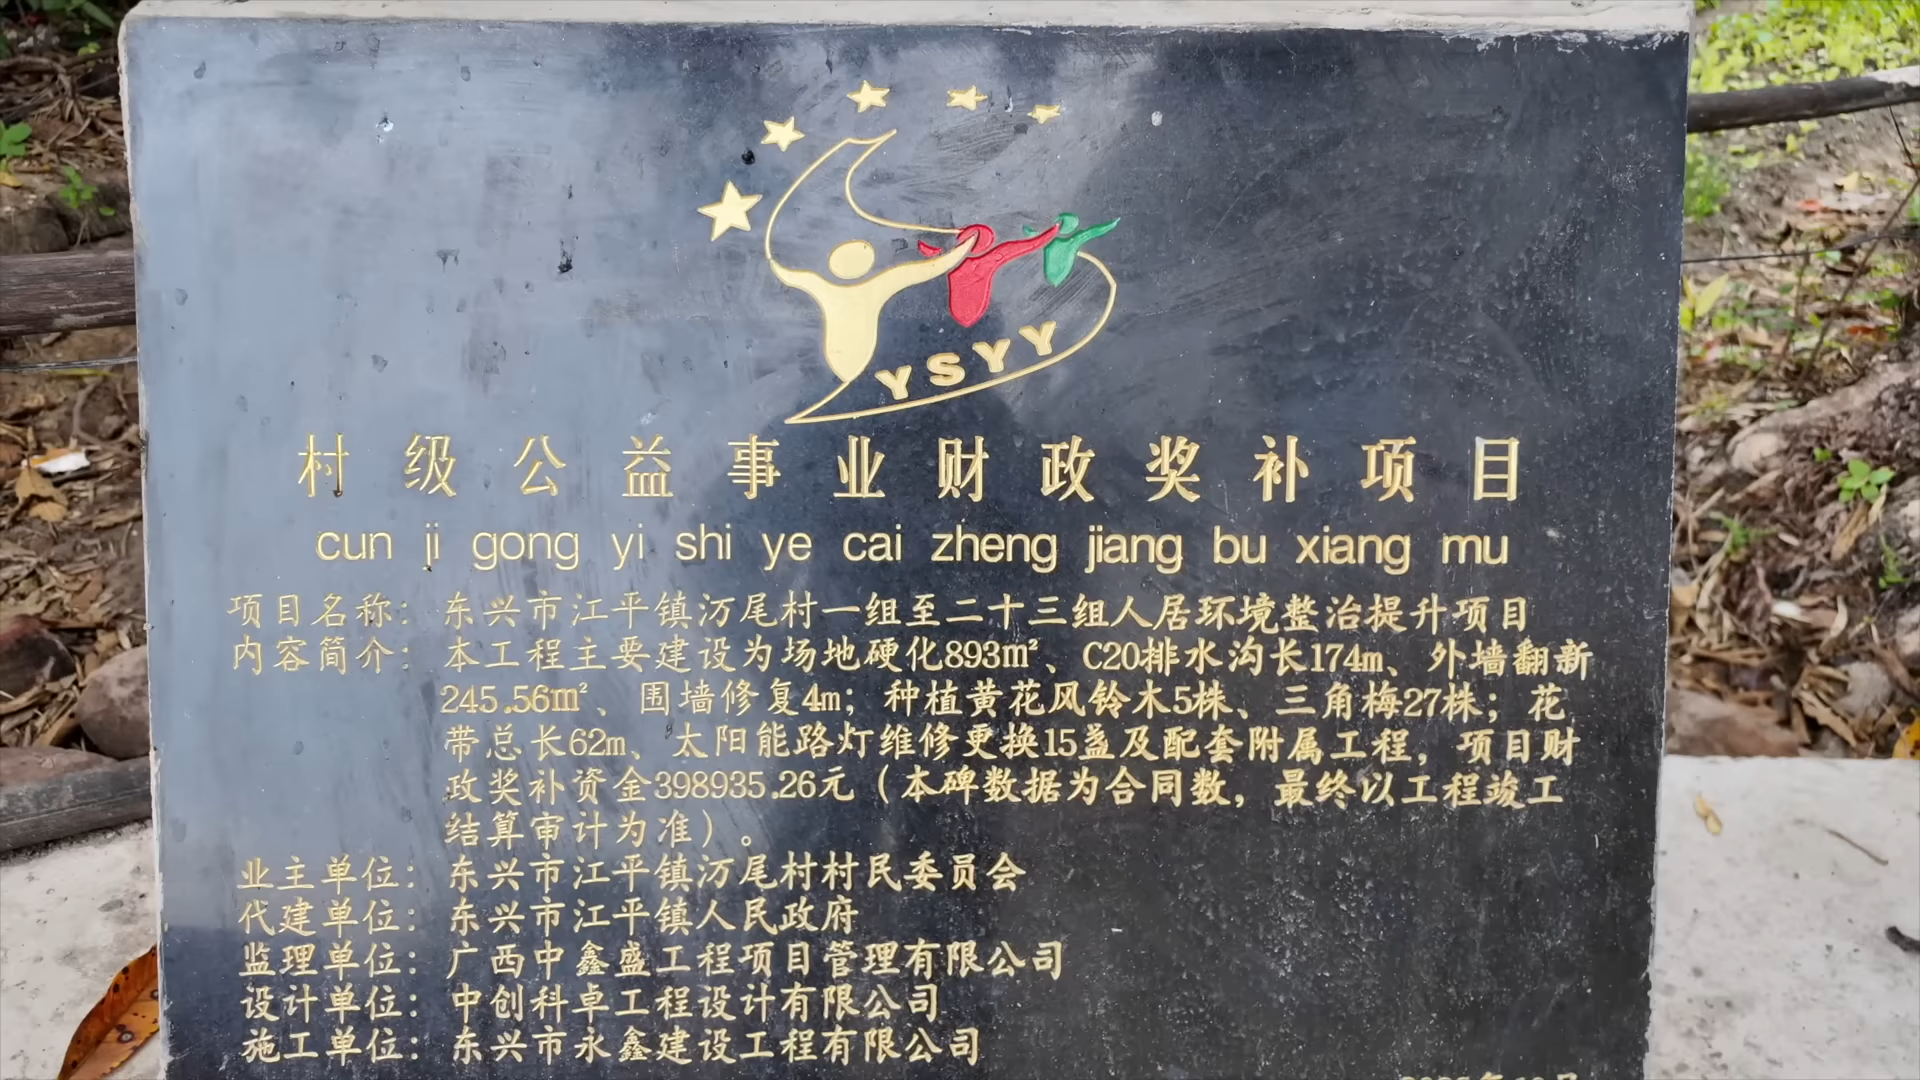 YSYY
村级公益事业财政奖补项目
cun ji gong yi shi ye cai zheng jiang bu xiang mu
项目名称：东兴市江平镇沥尾村一组至二十三组人居环境整治提升项目
内容简介：本工程主要建设为场地硬化893㎡、C20排水沟长174m、外墙翻新
245.56㎡、围墙修复4m；种植黄花风铃木5株、三角梅27株；花
带总长62m、太阳能路灯维修更换15盏及配套附属工程，项目财
政奖补资金398935.26元（本碑数据为合同数，最终以工程竣工
结算审计为准）。
业主单位：东兴市江平镇沥尾村村民委员会
代建单位：东兴市江平镇人民政府
监理单位：广西中鑫盛工程项目管理有限公司
设计单位：中创科卓工程设计有限公司
施工单位：东兴市永鑫建设工程有限公司